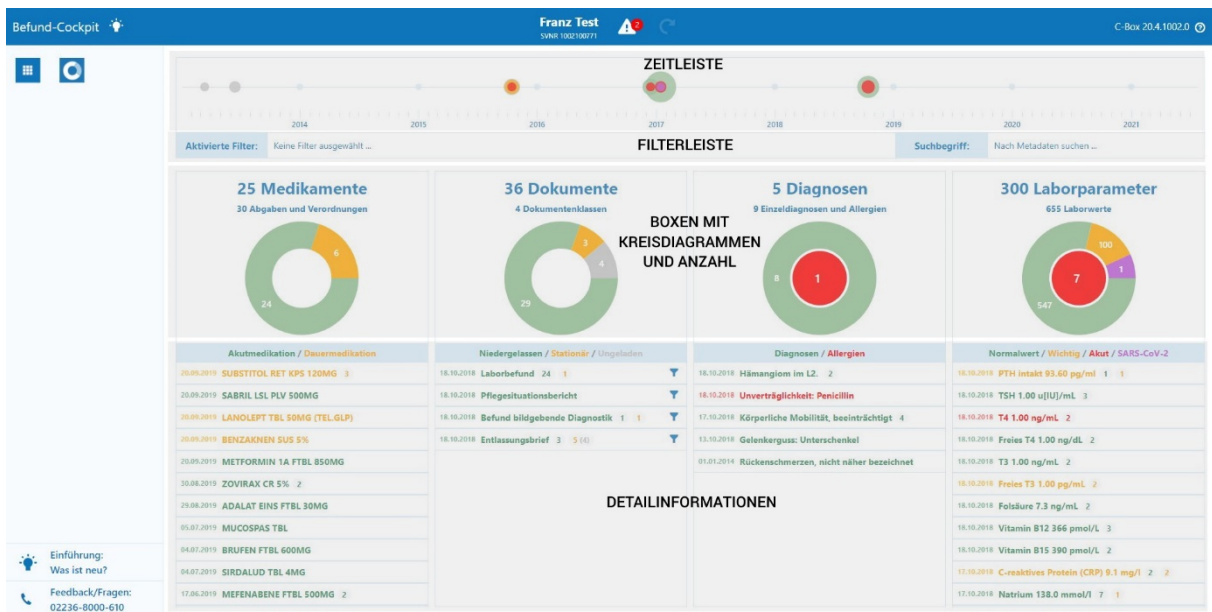 Befund-Cockpit
Franz Test
SVNR 1002100771
2
C-Box 20.4.1002.0
ZEITLEISTE
2014 2015 2016 2017 2018 2019 2020 2021
Aktivierte Filter: Keine Filter ausgewählt ...
FILTERLEISTE
Suchbegriff: Nach Metadaten suchen ...
25 Medikamente
30 Abgaben und Verordnungen
6
24
36 Dokumente
4 Dokumentenklassen
3
4
29
BOXEN MIT
KREISDIAGRAMMEN
UND ANZAHL
5 Diagnosen
9 Einzeldiagnosen und Allergien
8
1
300 Laborparameter
655 Laborwerte
100
1
7
547
Akutmedikation / Dauermedikation
20.09.2019 SUBSTITOL RET KPS 120MG 3
20.09.2019 SABRIL LSL PLV 500MG
20.09.2019 LANOLEPT TBL 50MG (TEL.GLP)
20.09.2019 BENZAKNEN SUS 5%
20.09.2019 METFORMIN 1A FTBL 850MG
30.08.2019 ZOVIRAX CR 5% 2
29.08.2019 ADALAT EINS FTBL 30MG
05.07.2019 MUCOSPAS TBL
04.07.2019 BRUFEN FTBL 600MG
04.07.2019 SIRDALUD TBL 4MG
17.06.2019 MEFENABENE FTBL 500MG 2
Niedergelassen / Stationär / Ungeladen
18.10.2018 Laborbefund 24 1
18.10.2018 Pflegesituationsbericht
18.10.2018 Befund bildgebende Diagnostik 1 1
18.10.2018 Entlassungsbrief 3 5 (4)
Diagnosen / Allergien
18.10.2018 Hämangiom im L2. 2
18.10.2018 Unverträglichkeit: Penicillin
17.10.2018 Körperliche Mobilität, beeinträchtigt 4
13.10.2018 Gelenkerguss: Unterschenkel
01.01.2014 Rückenschmerzen, nicht näher bezeichnet
DETAILINFORMATIONEN
Normalwert / Wichtig / Akut / SARS-CoV-2
18.10.2018 PTH intakt 93.60 pg/ml 1 1
18.10.2018 TSH 1.00 u[IU]/mL 3
18.10.2018 T4 1.00 ng/mL 2
18.10.2018 Freies T4 1.00 ng/dL 2
18.10.2018 T3 1.00 ng/mL 2
18.10.2018 Freies T3 1.00 pg/mL 2
18.10.2018 Folsäure 7.3 ng/mL 2
18.10.2018 Vitamin B12 366 pmol/L 3
18.10.2018 Vitamin B15 390 pmol/L 2
17.10.2018 C-reaktives Protein (CRP) 9.1 mg/l 2 2
17.10.2018 Natrium 138.0 mmol/l 7 1
Einführung:
Was ist neu?
Feedback/Fragen:
02236-8000-610